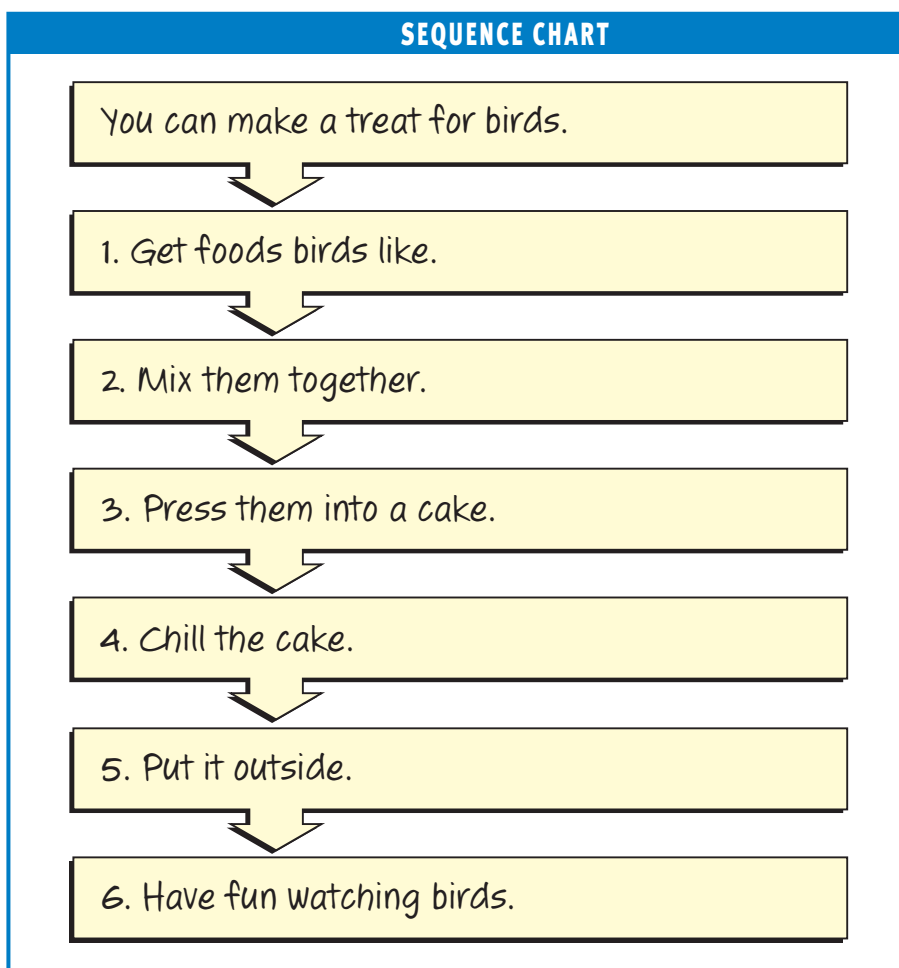 SEQUENCE CHART
You can make a treat for birds.
1. Get foods birds like.
2. Mix them together.
3. Press them into a cake.
4. Chill the cake.
5. Put it outside.
6. Have fun watching birds.